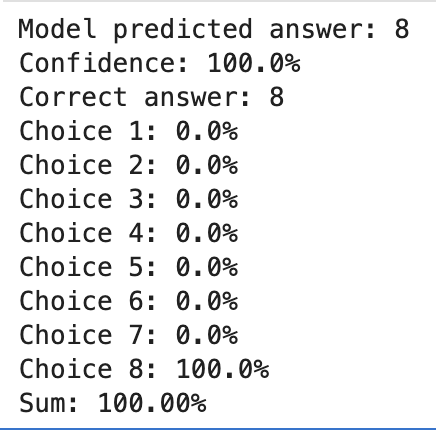 Model predicted answer: 8
Confidence: 100.0%
Correct answer: 8
Choice 1: 0.0%
Choice 2: 0.0%
Choice 3: 0.0%
Choice 4: 0.0%
Choice 5: 0.0%
Choice 6: 0.0%
Choice 7: 0.0%
Choice 8: 100.0%
Sum: 100.00%